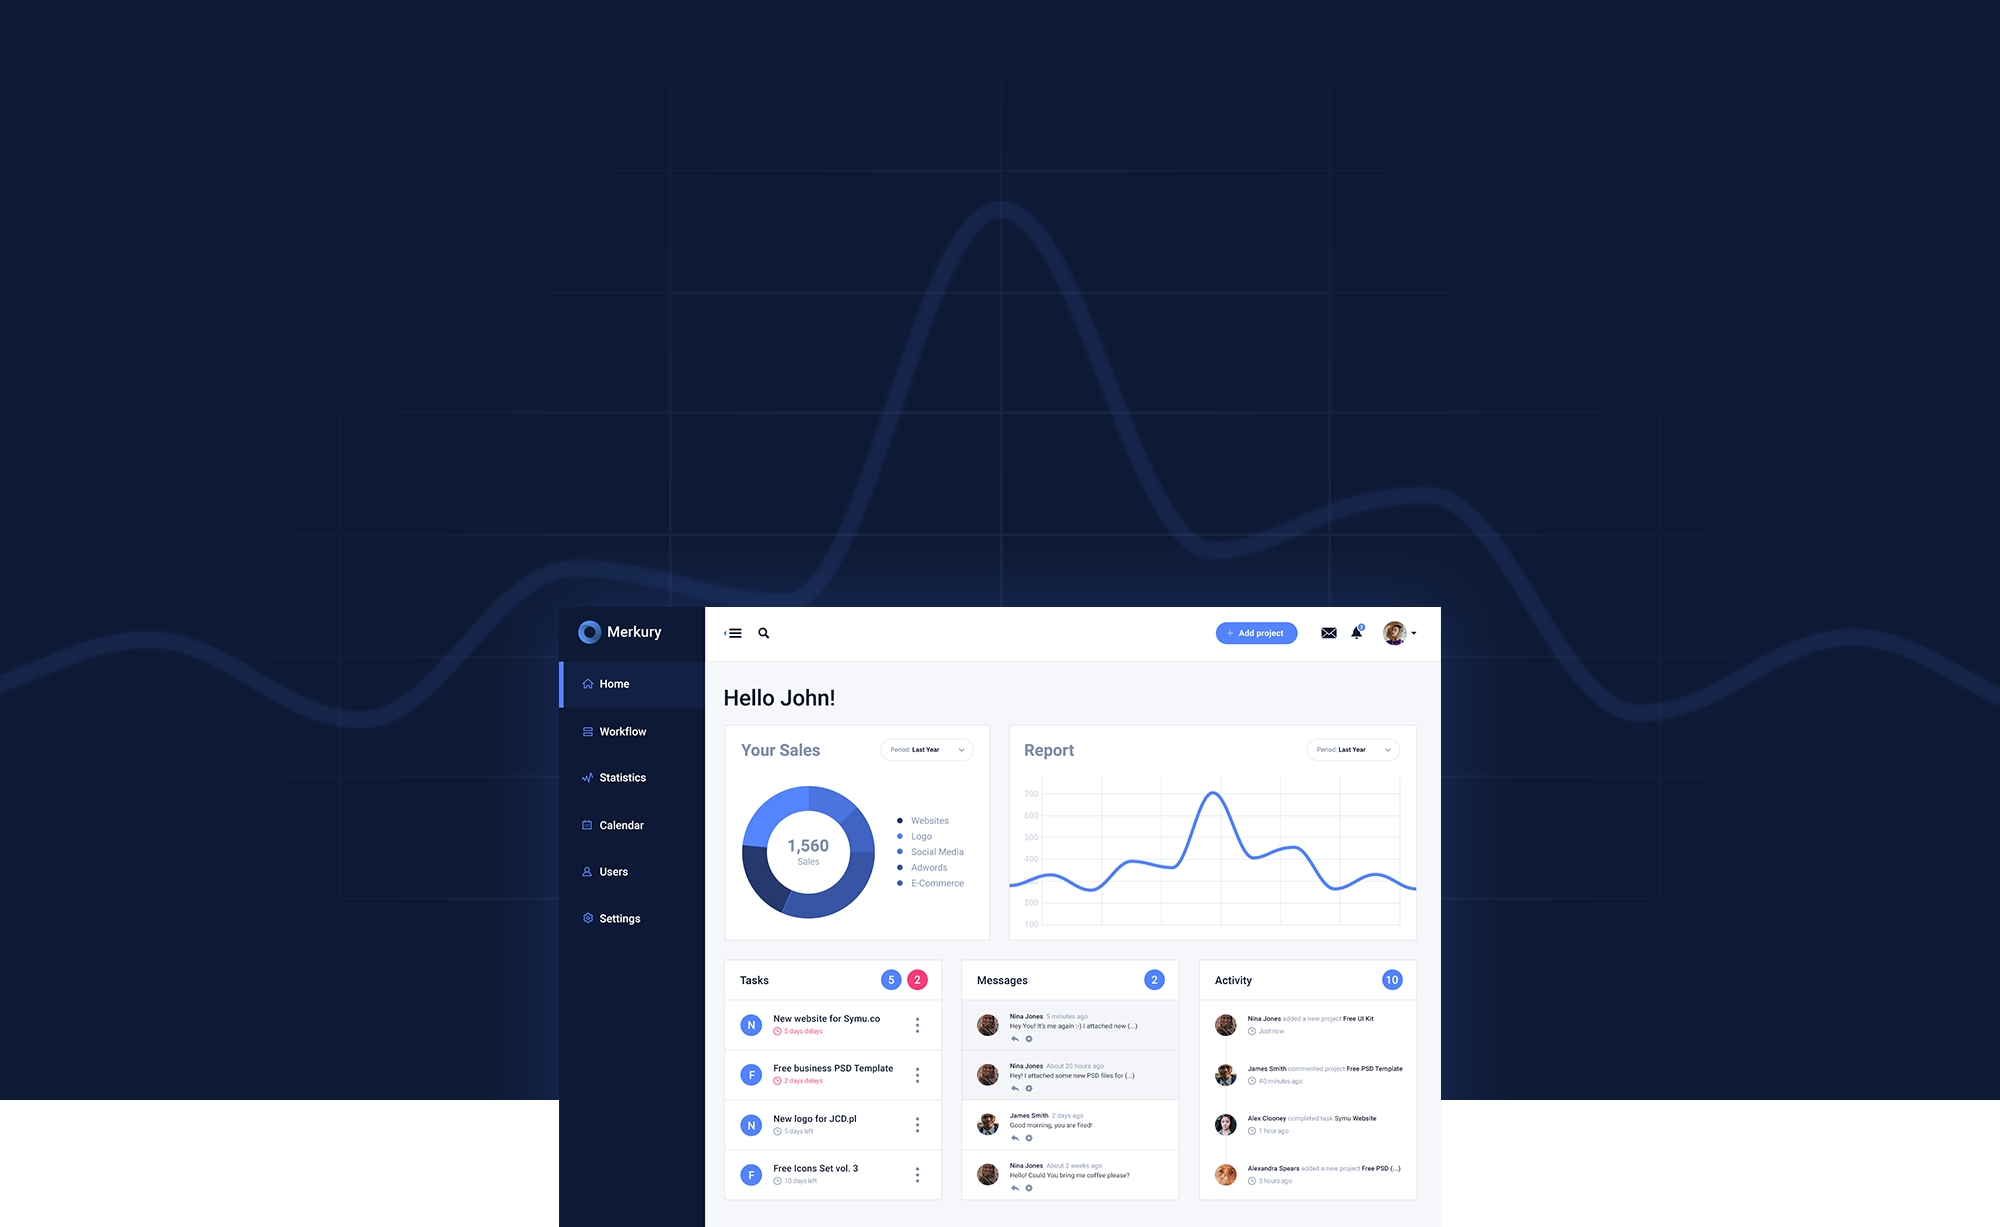 Merkury
Home
Workflow
Statistics
Calendar
Users
Settings
+ Add project
3
Hello John!
Your Sales
Period: Last Year
1,560
Sales
Websites
Logo
Social Media
Adwords
E-Commerce
Report
Period: Last Year
700
600
500
400
200
100
Tasks
5
2
N
New website for Symu.co
5 days delays
F
Free business PSD Template
2 days delays
N
New logo for JCD.pl
5 days left
F
Free Icons Set vol. 3
10 days left
Messages
2
Nina Jones 5 minutes ago
Hey You! It's me again :-) I attached new (...)
Nina Jones About 20 hours ago
Hey! I attached some new PSD files for (...)
James Smith 2 days ago
Good morning, you are fired!
Nina Jones About 2 weeks ago
Hello! Could You bring me coffee please?
Activity
10
Nina Jones added a new project Free UI Kit
Just now
James Smith commented project Free PSD Template
40 minutes ago
Alex Clooney completed task Symu Website
1 hour ago
Alexandra Spears added a new project Free PSD (...)
3 hours ago